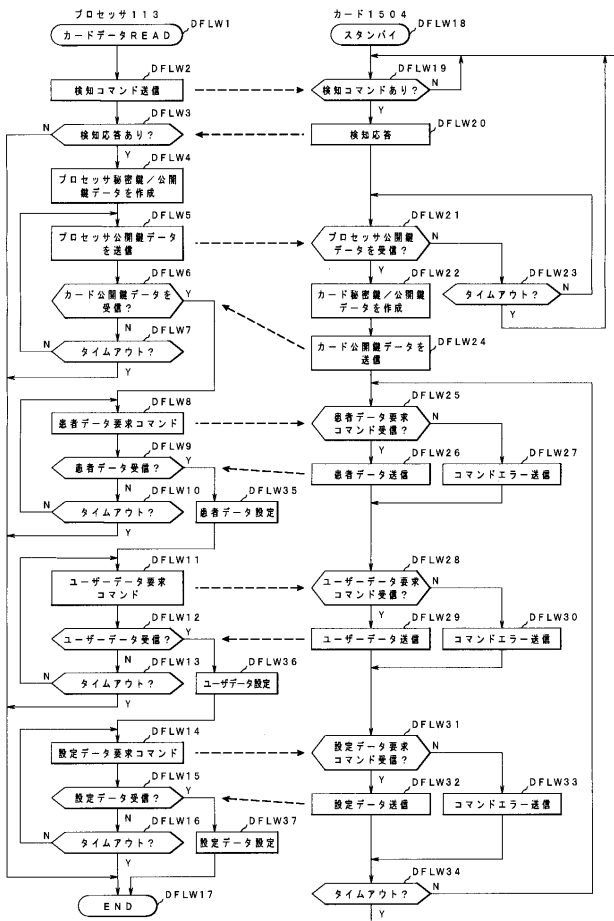 プロセッサ113
カードデータREAD
DFLW1
DFLW2
検知コマンド送信
DFLW3
N
検知応答あり?
Y
DFLW4
プロセッサ秘密鍵/公開
鍵データを作成
DFLW5
プロセッサ公開鍵データ
を送信
DFLW6
カード公開鍵データを
受信?
Y
N
DFLW7
N
タイムアウト?
Y
DFLW8
患者データ要求コマンド
DFLW9
患者データ受信?
Y
N
DFLW10
N
タイムアウト?
Y
DFLW35
患者データ設定
DFLW11
ユーザーデータ要求
コマンド
DFLW12
ユーザーデータ受信?
Y
N
DFLW13
N
タイムアウト?
Y
DFLW36
ユーザデータ設定
DFLW14
設定データ要求コマンド
DFLW15
設定データ受信?
Y
N
DFLW16
N
タイムアウト?
Y
DFLW37
設定データ設定
END
DFLW17
カード1504
DFLW18
スタンバイ
DFLW19
検知コマンドあり?
N
Y
DFLW20
検知応答
DFLW21
プロセッサ公開鍵
データを受信?
N
Y
DFLW22
カード秘密鍵/公開鍵
データを作成
DFLW23
タイムアウト?
N
Y
DFLW24
カード公開鍵データを
送信
DFLW25
患者データ要求
コマンド受信?
N
Y
DFLW26
患者データ送信
DFLW27
コマンドエラー送信
DFLW28
ユーザーデータ要求
コマンド受信?
N
Y
DFLW29
ユーザーデータ送信
DFLW30
コマンドエラー送信
DFLW31
設定データ要求
コマンド受信?
N
Y
DFLW32
設定データ送信
DFLW33
コマンドエラー送信
DFLW34
タイムアウト?
N
Y